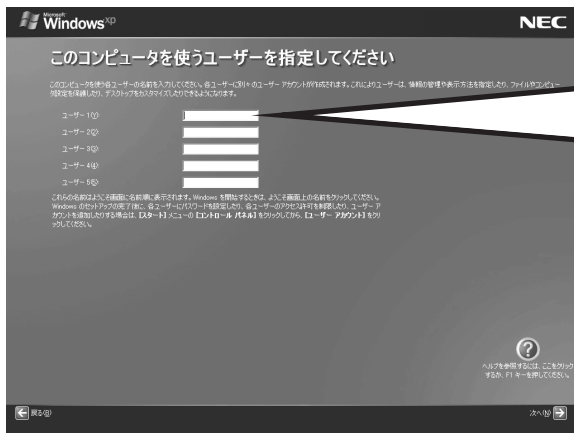 Microsoft
Windows xp
NEC
このコンピュータを使うユーザーを指定してください
このコンピュータを使う各ユーザーの名前を入力してください。各ユーザーに別々のユーザー アカウントが作成されます。これによりユーザーは、情報の管理や表示方法を指定したり、ファイルやコンピュー
タ設定を保護したり、デスクトップをカスタマイズしたりできるようになります。
ユーザー 1(Y):
ユーザー 2(2):
ユーザー 3(3):
ユーザー 4(4):
ユーザー 5(5):
これらの名前はようこそ画面に名前順に表示されます。Windows を開始するときは、ようこそ画面上の名前をクリックしてください。
Windows のセットアップの完了後に、各ユーザーにパスワードを設定したり、各ユーザーのアクセス許可を制限したり、ユーザー ア
カウントを追加したりする場合は、[スタート] メニューの [コントロール パネル] をクリックしてから、[ユーザー アカウント] をクリ
ックしてください。
ヘルプを参照するには、ここをクリック
するか、F1 キーを押してください。
戻る(B)
次へ(N)